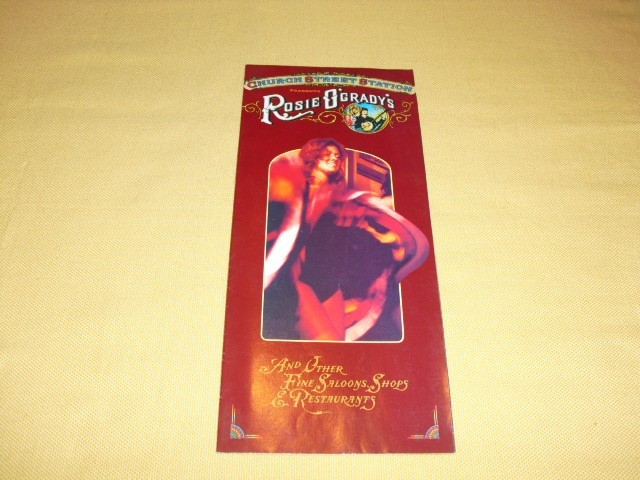 CHURCH STREET STATION
PRESENTS
ROSIE O'GRADY'S
AND OTHER
FINE SALOONS, SHOPS
& RESTAURANTS